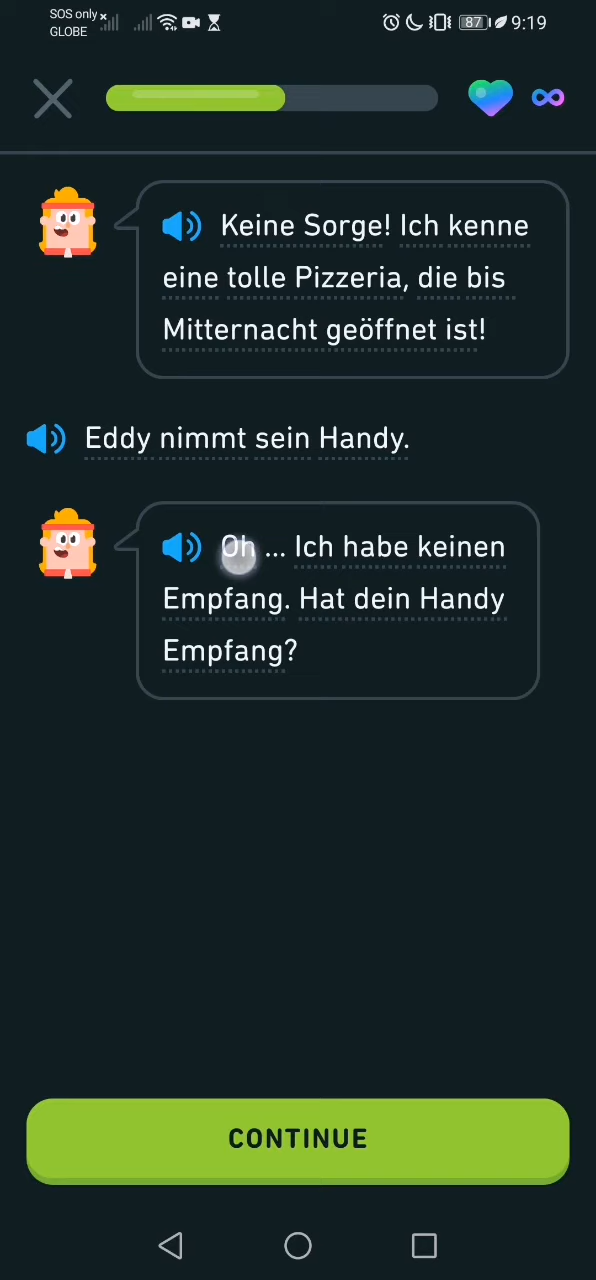 SOS only
GLOBE
87
9:19
Keine Sorge! Ich kenne
eine tolle Pizzeria, die bis
Mitternacht geöffnet ist!
Eddy nimmt sein Handy.
Oh ... Ich habe keinen
Empfang. Hat dein Handy
Empfang?
CONTINUE